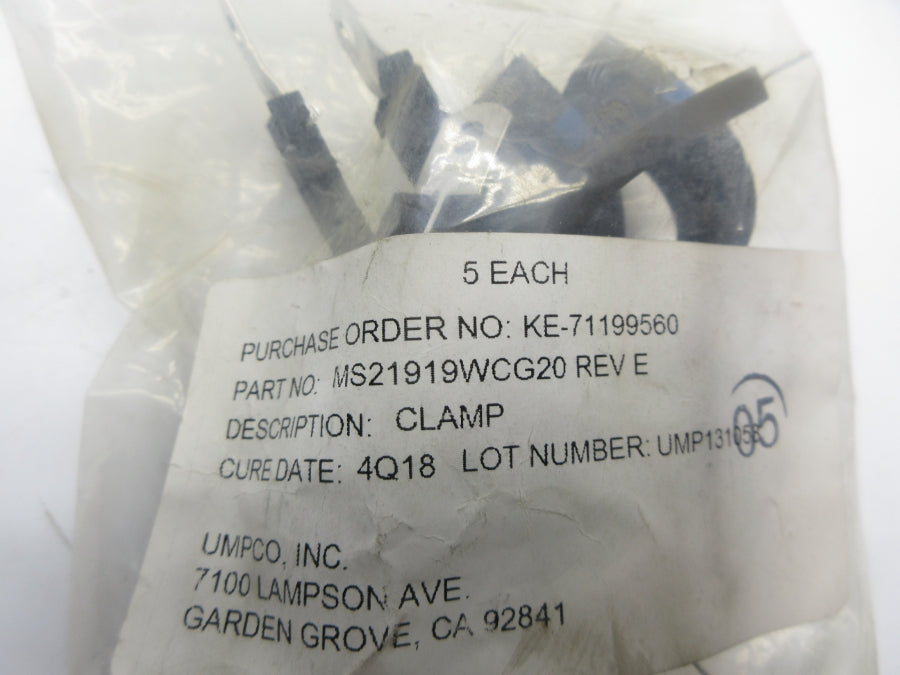 5 EACH
PURCHASE ORDER NO: KE-71199560
PART NO: MS21919WCG20 REV E
DESCRIPTION: CLAMP
CURE DATE: 4Q18 LOT NUMBER:
05
UMPCO, INC.
7100 LAMPSON AVE.
GARDEN GROVE, CA 92841